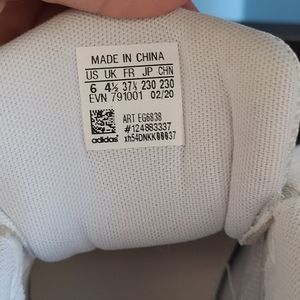 MADE IN CHINA
US UK FR JP CHN
6 4½ 37⅓ 230 230
EVN 791001 02/20
ART EG6838
#124883337
adidas